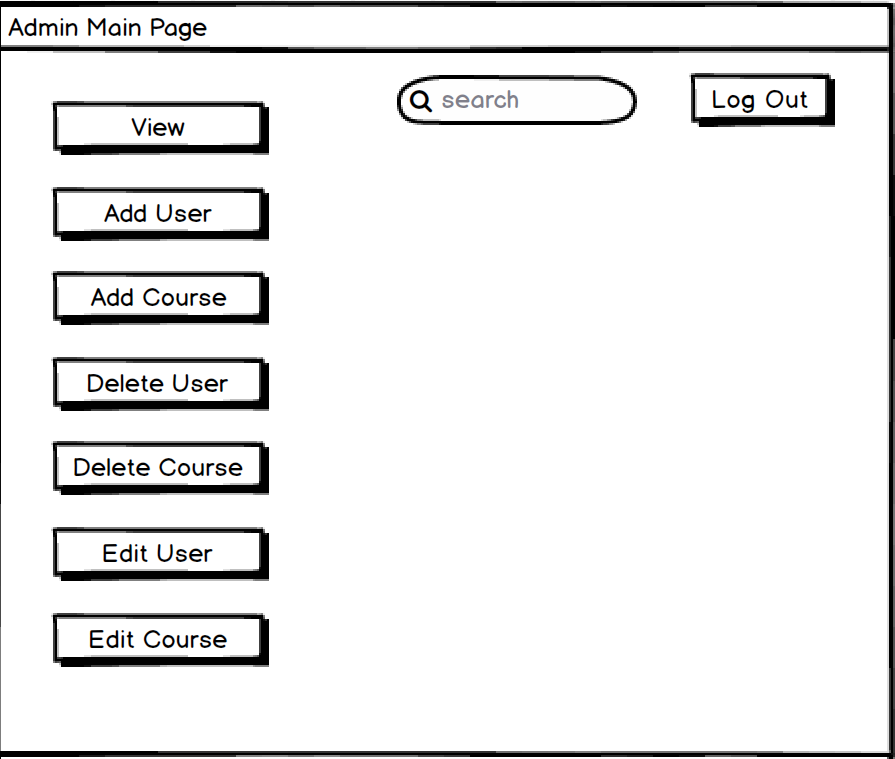 Admin Main Page
search
Log Out
View
Add User
Add Course
Delete User
Delete Course
Edit User
Edit Course